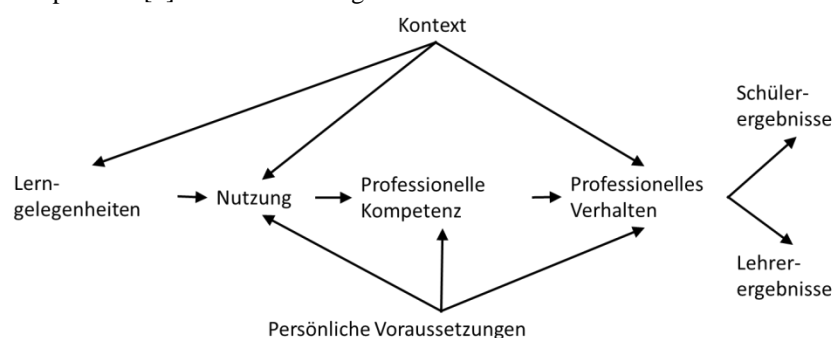 Kontext
Schüler-
ergebnisse
Lern-
gelegenheiten
Nutzung
Professionelle
Kompetenz
Professionelles
Verhalten
Lehrer-
ergebnisse
Persönliche Voraussetzungen